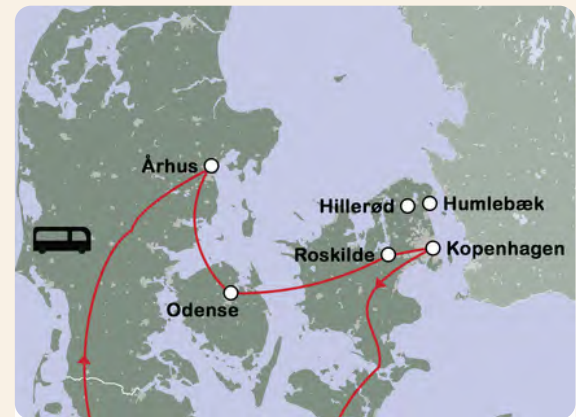 Århus
Hillerød
Humlebæk
Roskilde
Kopenhagen
Odense